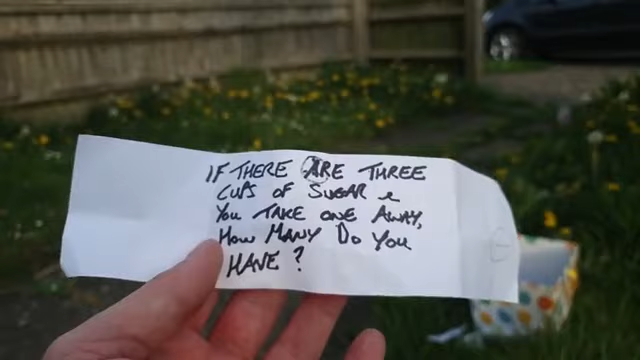 IF THERE ARE THREE
CUPS OF SUGAR &
YOU TAKE ONE AWAY,
HOW MANY DO YOU
HAVE?